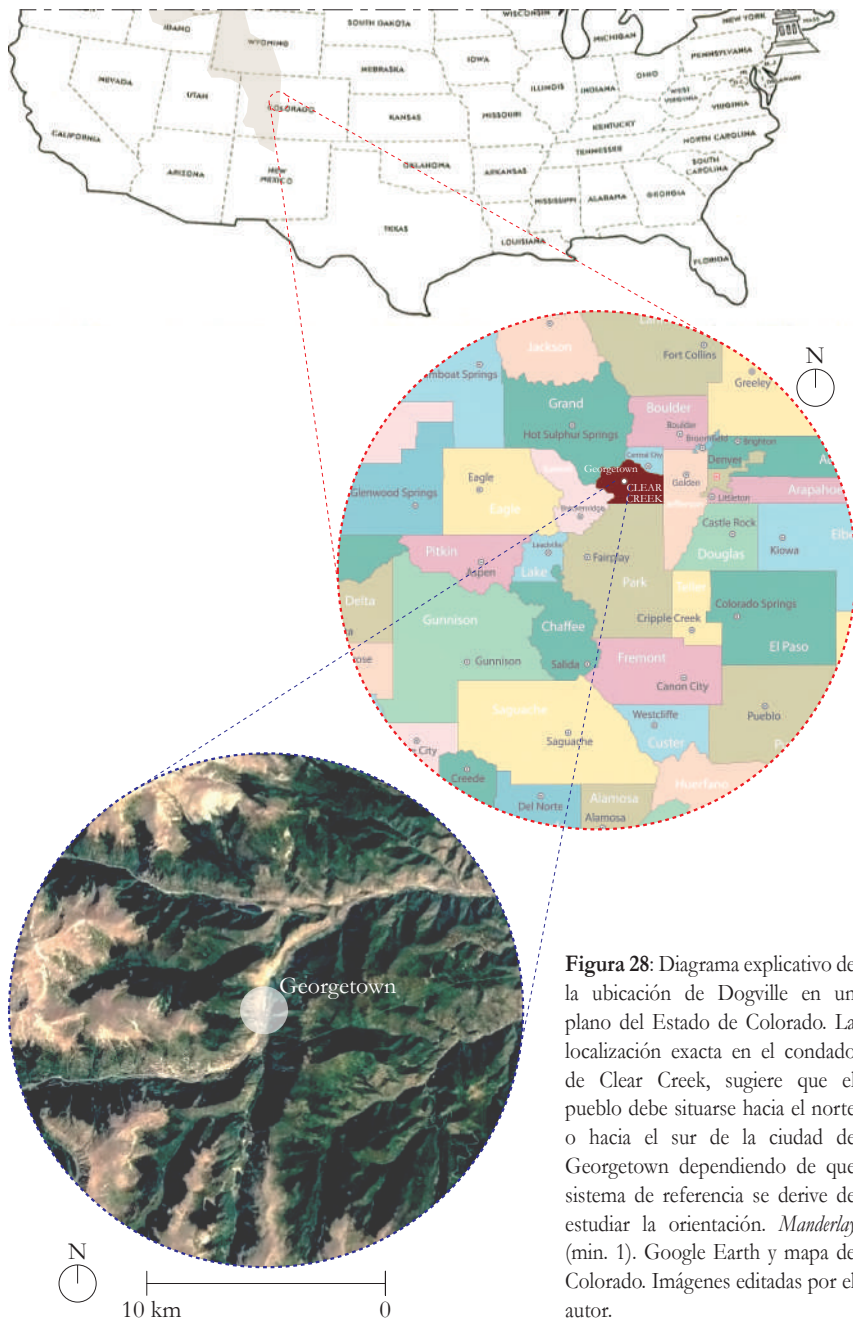 IDAHO
WYOMING
SOUTH DAKOTA
WISCONSIN
MICHIGAN
NEW YORK
MASS
NEVADA
UTAH
COLORADO
NEBRASKA
IOWA
ILLINOIS
INDIANA
OHIO
PENNSYLVANIA
DELAWARE
WEST
VIRGINIA
VIRGINIA
CALIFORNIA
KANSAS
MISSOURI
KENTUCKY
NORTH CAROLINA
TENNESSEE
SOUTH
CAROLINA
ARIZONA
NEW
MEXICO
OKLAHOMA
ARKANSAS
MISSISSIPPI
ALABAMA
GEORGIA
TEXAS
LOUISIANA
FLORIDA
N
Jackson
Fort Collins
mboat Springs
Greeley
Grand
Boulder
Hot Sulphur Springs
Boulder
Broomfield
Brighton
Central City
Denver
Georgetown
Golden
Eagle
CLEAR
CREEK
Littleton
Arapahoe
Glenwood Springs
Eagle
Breckenridge
Jefferson
Castle Rock
Elb
Pitkin
Leadville
Fairplay
Douglas
Kiowa
Aspen
Lake
Park
Teller
Delta
Colorado Springs
Gunnison
Chaffee
Cripple Creek
El Paso
rose
Gunnison
Salida
Fremont
Canon City
Saguache
Westcliffe
Pueblo
Saguache
Custer
City
Creede
Huerfano
Del Norte
Alamosa
Alamosa
Georgetown
Figura 28: Diagrama explicativo de
la ubicación de Dogville en un
plano del Estado de Colorado. La
localización exacta en el condado
de Clear Creek, sugiere que el
pueblo debe situarse hacia el norte
o hacia el sur de la ciudad de
Georgetown dependiendo de que
sistema de referencia se derive de
estudiar la orientación. Manderlay
(min. 1). Google Earth y mapa de
Colorado. Imágenes editadas por el
autor.
N
10 km
0